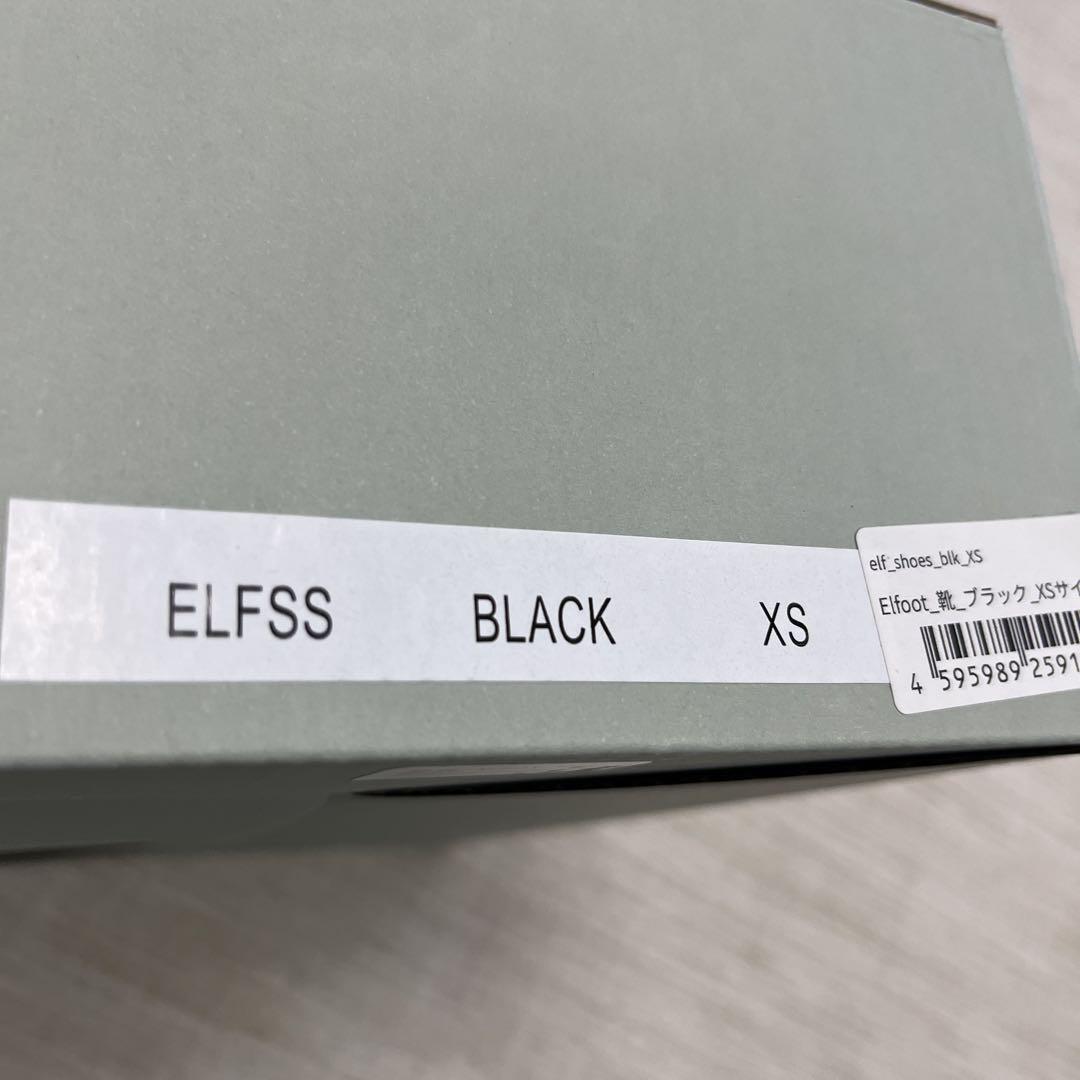 ELFSS BLACK XS
elf_shoes_blk_XS
Elfoot_靴_ブラック_XSサイ
4 595989 2591